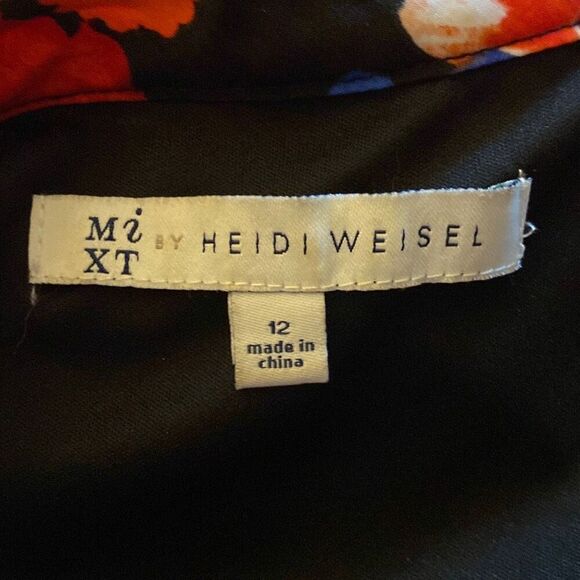 Mi
XT BY HEIDI WEISEL
12
made in
china